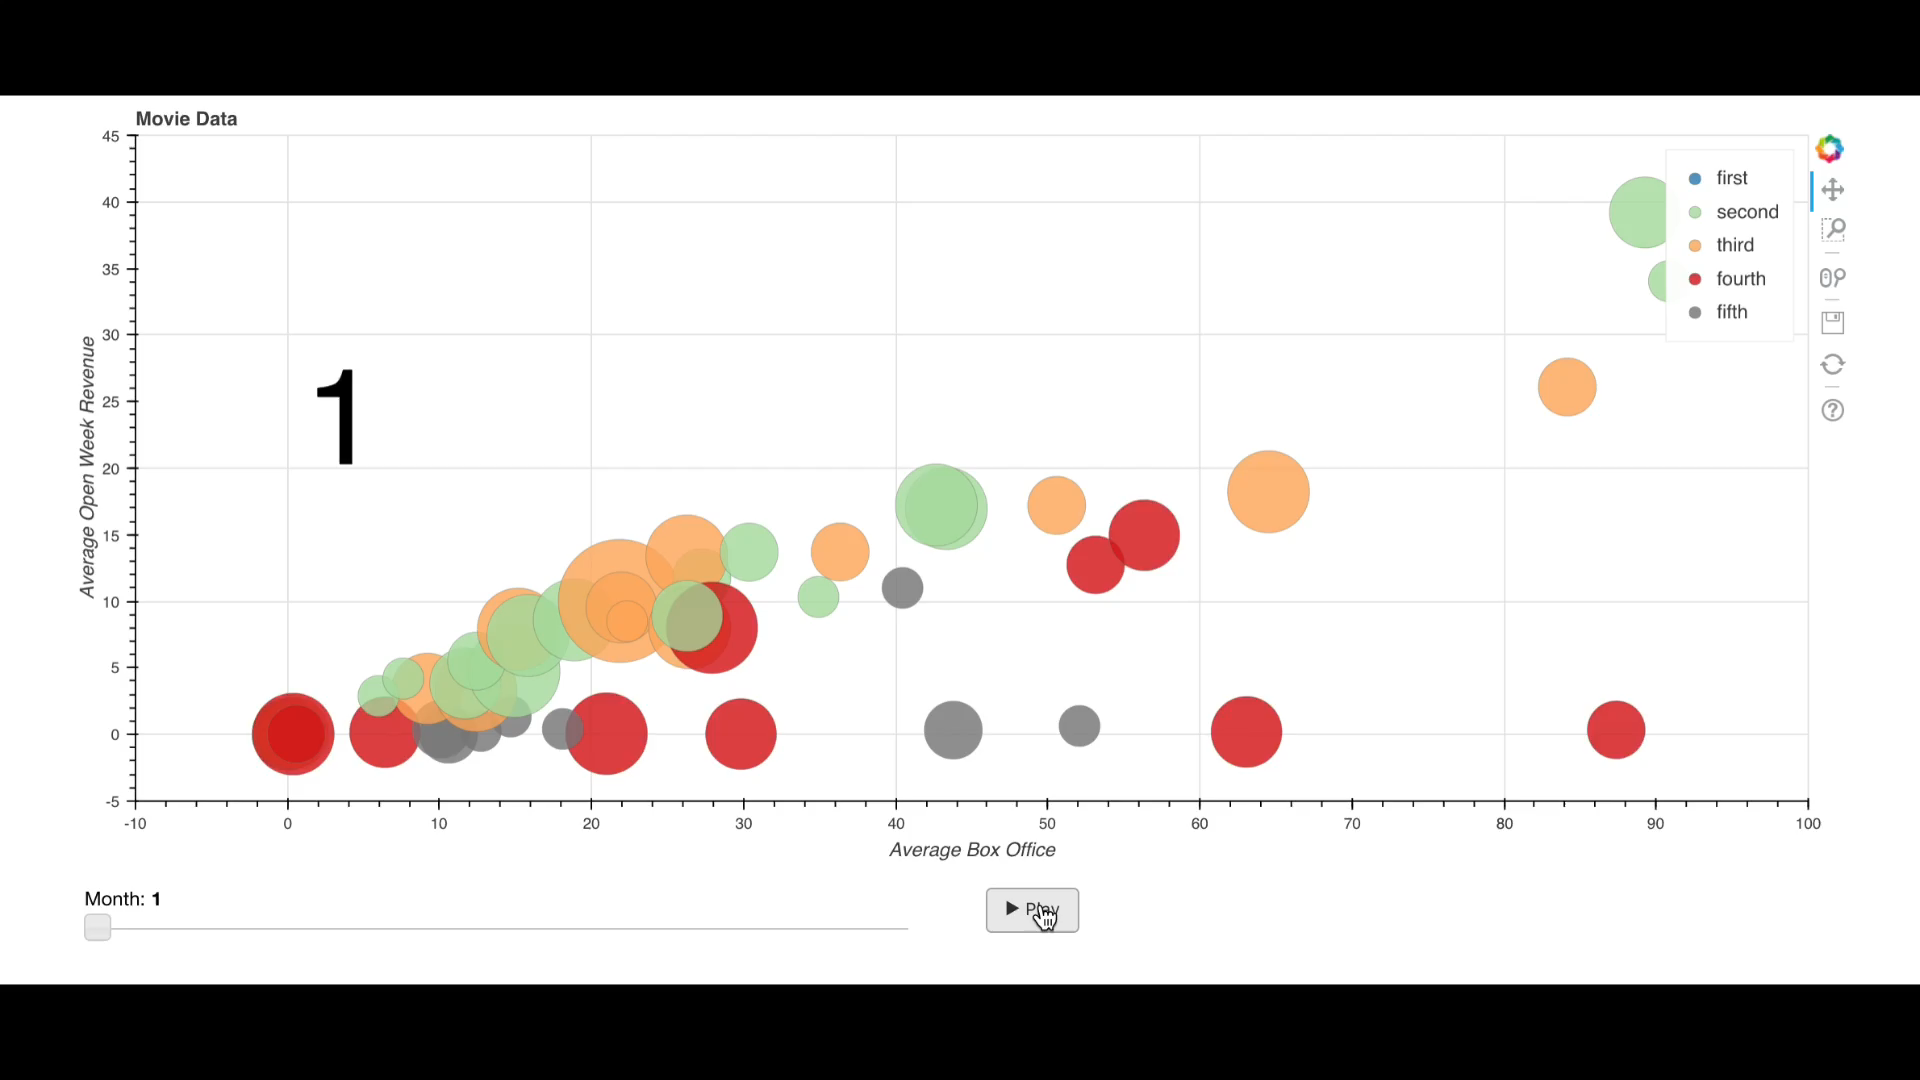 Movie Data
45
40
35
30
25
20
15
10
5
0
-5
Average Open Week Revenue
1
first
second
third
fourth
fifth
-10 0 10 20 30 40 50 60 70 80 90 100
Average Box Office
Month: 1
Play